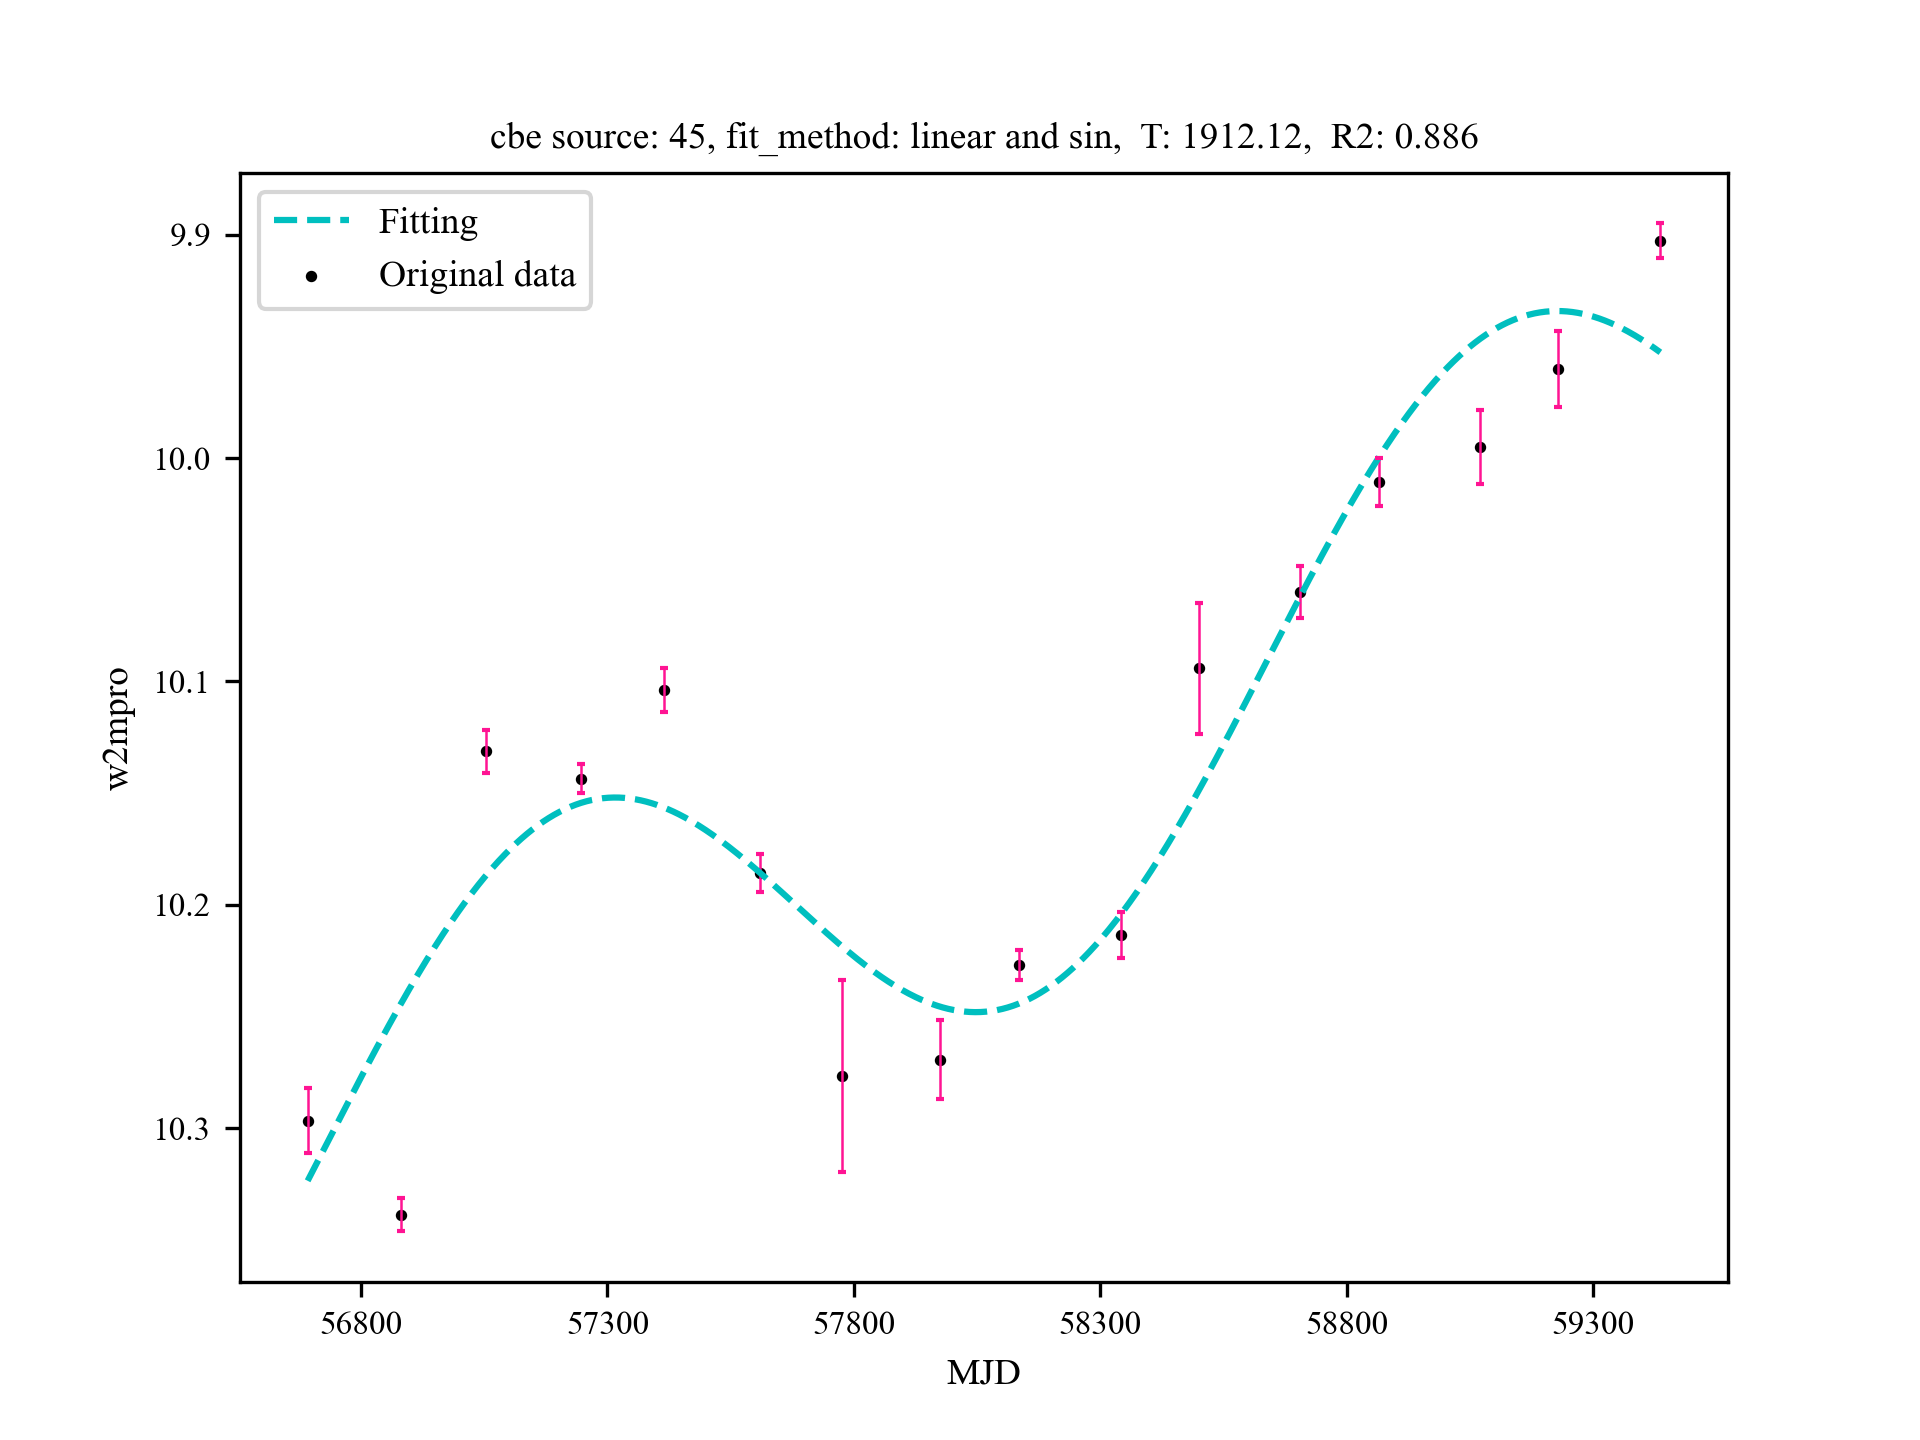 cbe source: 45, fit_method: linear and sin,  T: 1912.12,  R2: 0.886
Fitting
Original data
9.9
10.0
10.1
10.2
10.3
w2mpro
56800 57300 57800 58300 58800 59300
MJD